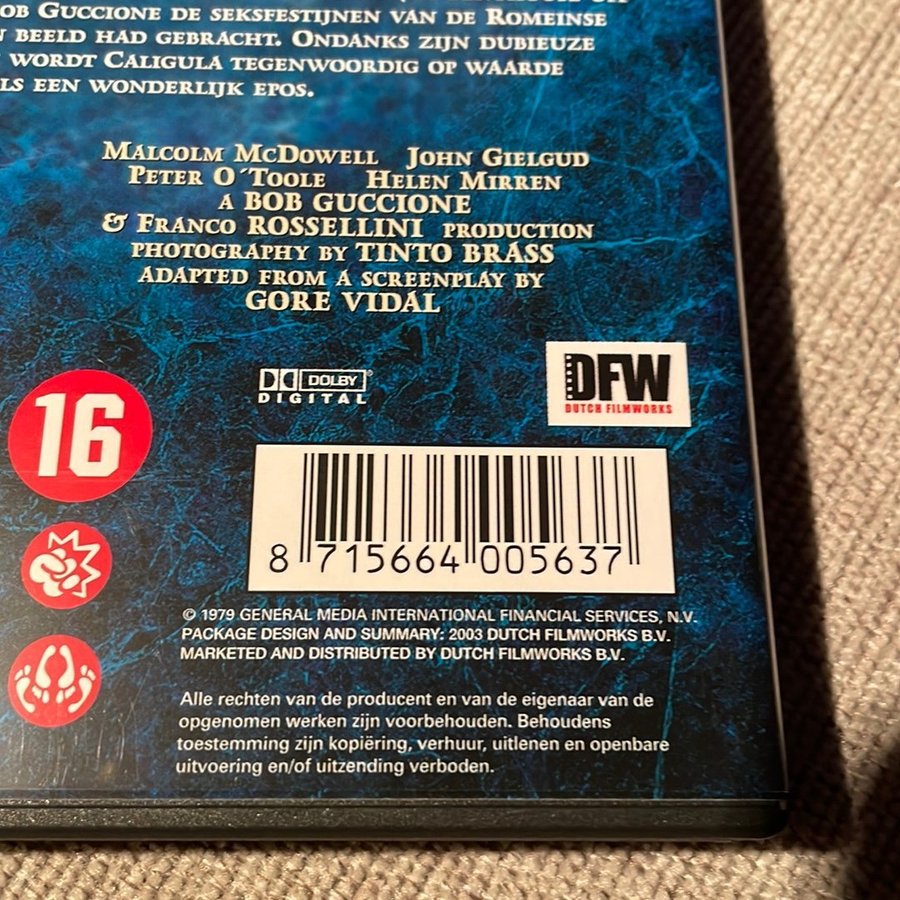 OB GUCCIONE DE SEKSFESTIJNEN VAN DE ROMEINSE
N BEELD HAD GEBRACHT. ONDANKS ZIJN DUBIEUZE
WORDT CALIGULA TEGENWOORDIG OP WAARDE
LS EEN WONDERLIJK EPOS.
MALCOLM MCDOWELL JOHN GIELGUD
PETER O´TOOLE HELEN MIRREN
A BOB GUCCIONE
& FRANCO ROSSELLINI PRODUCTION
PHOTOGRAPHY BY TINTO BRASS
ADAPTED FROM A SCREENPLAY BY
GORE VIDAL
DOLBY
DIGITAL
DFW
DUTCH FILMWORKS
16
8 715664 005637
© 1979 GENERAL MEDIA INTERNATIONAL FINANCIAL SERVICES, N.V.
PACKAGE DESIGN AND SUMMARY: 2003 DUTCH FILMWORKS B.V.
MARKETED AND DISTRIBUTED BY DUTCH FILMWORKS B.V.
Alle rechten van de producent en van de eigenaar van de
opgenomen werken zijn voorbehouden. Behoudens
toestemming zijn kopiëring, verhuur, uitlenen en openbare
uitvoering en/of uitzending verboden.